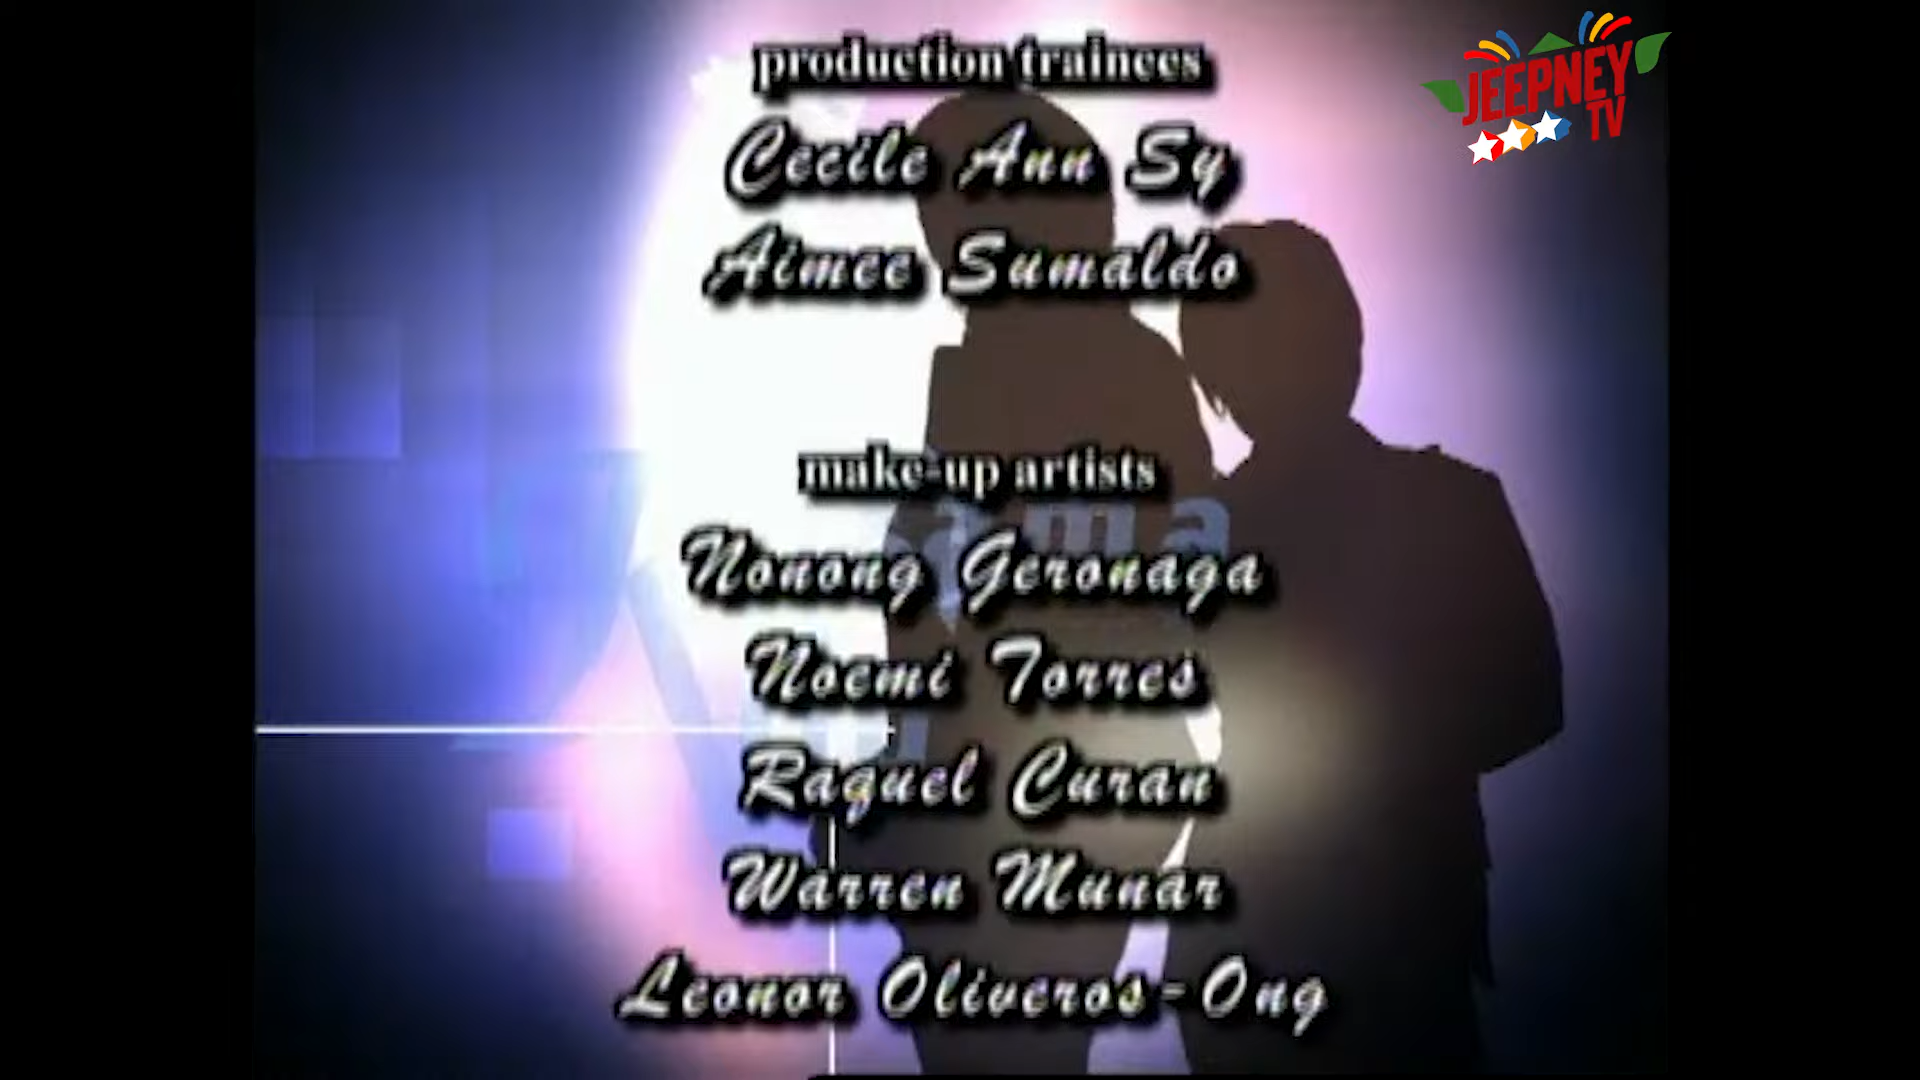 production trainees
Cecile Ann Sy
Aimee Sumaldo
make-up artists
Nonong Geronaga
Noemi Torres
Raquel Curan
Warren Munar
Leonor Oliveros-Ong
JEEPNEY
TV